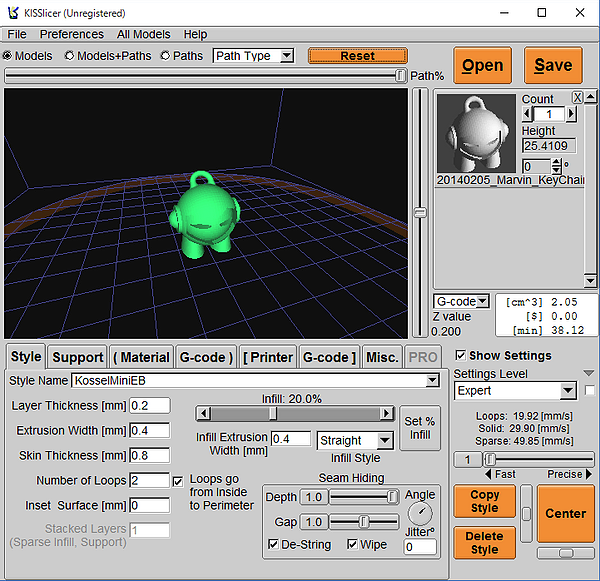 KISSlicer (Unregistered)
File Preferences All Models Help
Models Models+Paths Paths Path Type Reset
Path%
Open Save
Count X
1
Height
25.4109
0 º
20140205_Marvin_KeyChain
G-code
Z value
0.200
[cm^3] 2.05
[$] 0.00
[min] 38.12
Style Support ( Material G-code ) [ Printer G-code ] Misc. PRO
Style Name KosselMiniEB
Layer Thickness [mm] 0.2
Extrusion Width [mm] 0.4
Skin Thickness [mm] 0.8
Number of Loops 2
Loops go
from Inside
to Perimeter
Inset Surface [mm] 0
Stacked Layers
(Sparse Infill, Support) 1
Infill: 20.0%
Set %
Infill
Infill Extrusion
Width [mm] 0.4
Straight
Infill Style
Seam Hiding
Depth 1.0
Gap 1.0
Angle
Jitterº
0
De-String Wipe
Show Settings
Settings Level
Expert
Loops: 19.92 [mm/s]
Solid: 29.90 [mm/s]
Sparse: 49.85 [mm/s]
1
Fast Precise
Copy
Style
Delete
Style
Center